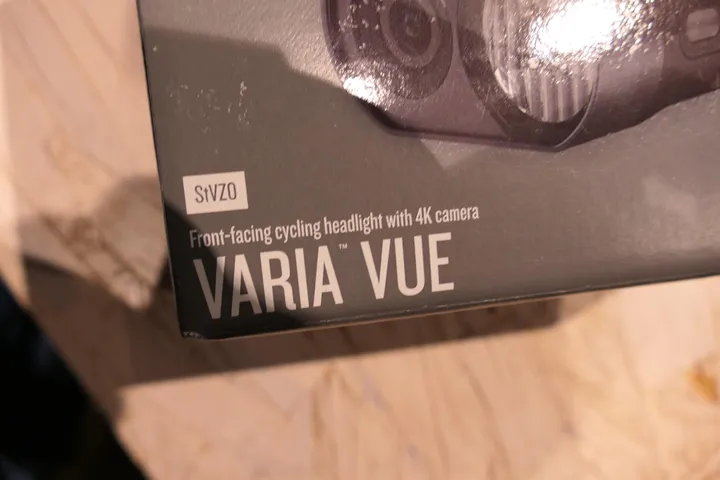 StVZO
Front-facing cycling headlight with 4K camera
VARIA™ VUE